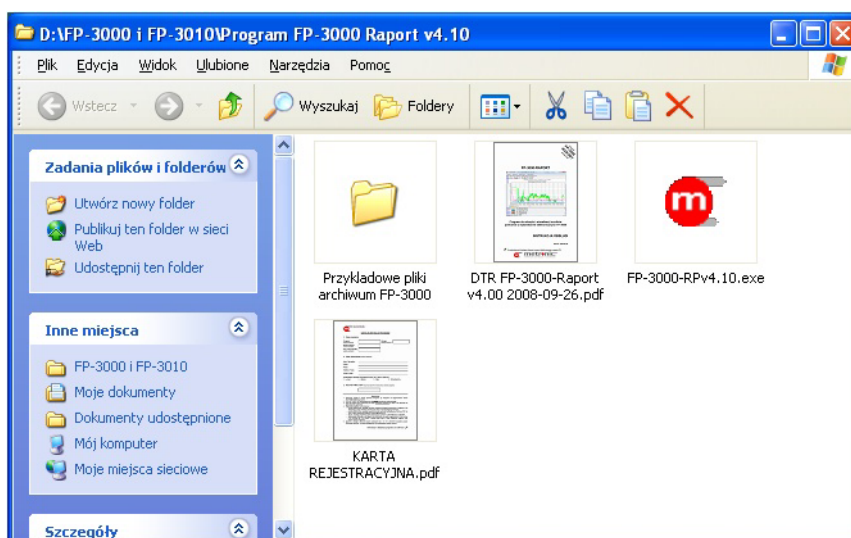 D:\FP-3000 i FP-3010\Program FP-3000 Raport v4.10
Plik Edycja Widok Ulubione Narzędzia Pomoc
Wstecz Wyszukaj Foldery
Zadania plików i folderów
Utwórz nowy folder
Publikuj ten folder w sieci
Web
Udostępnij ten folder
Inne miejsca
FP-3000 i FP-3010
Moje dokumenty
Dokumenty udostępnione
Mój komputer
Moje miejsca sieciowe
Szczegóły
Przykladowe pliki
archiwum FP-3000
DTR FP-3000-Raport
v4.00 2008-09-26.pdf
m
FP-3000-RPv4.10.exe
KARTA
REJESTRACYJNA.pdf